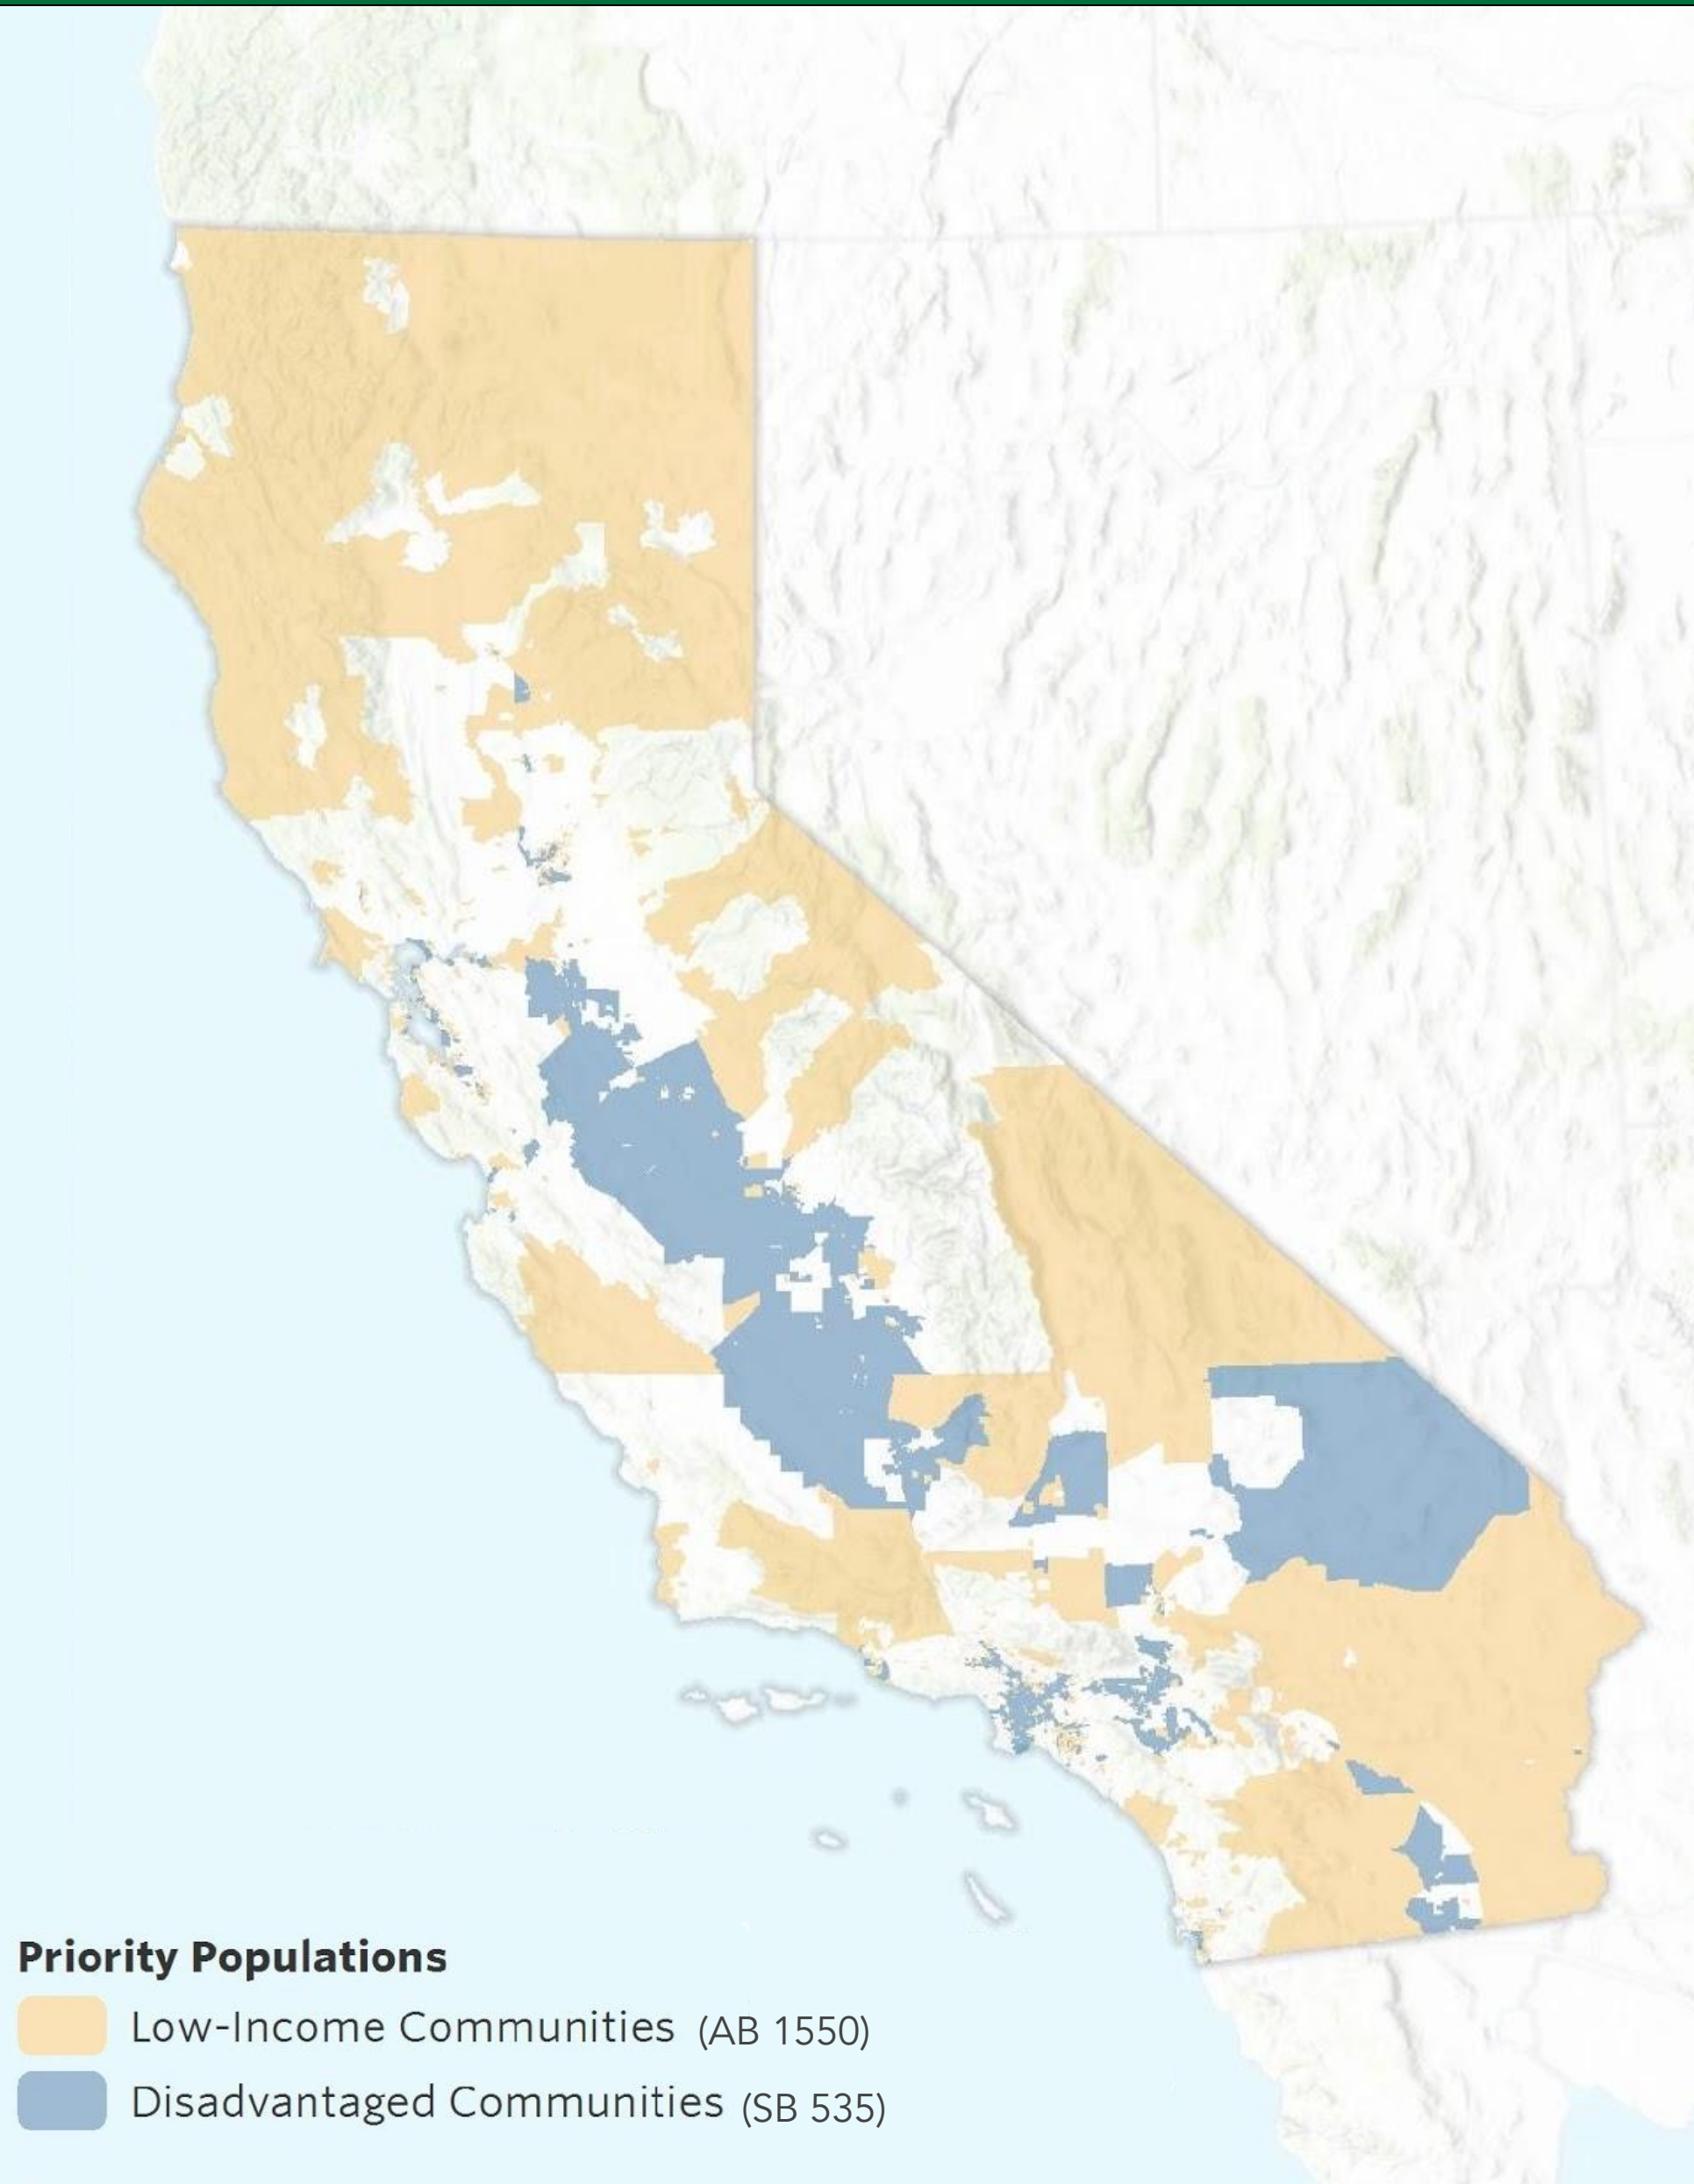 Priority Populations
Low-Income Communities (AB 1550)
Disadvantaged Communities (SB 535)